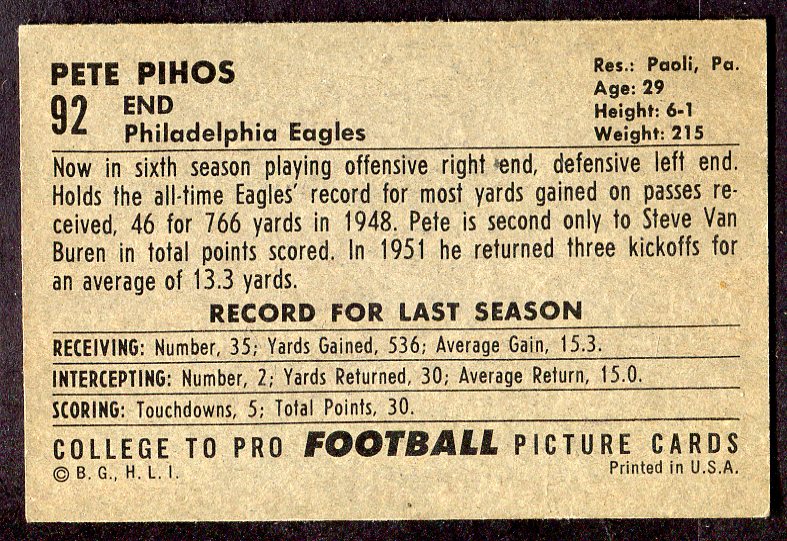 PETE PIHOS
92 END
Philadelphia Eagles
Res.: Paoli, Pa.
Age: 29
Height: 6-1
Weight: 215
Now in sixth season playing offensive right end, defensive left end.
Holds the all-time Eagles' record for most yards gained on passes re-
ceived, 46 for 766 yards in 1948. Pete is second only to Steve Van
Buren in total points scored. In 1951 he returned three kickoffs for
an average of 13.3 yards.
RECORD FOR LAST SEASON
RECEIVING: Number, 35; Yards Gained, 536; Average Gain, 15.3.
INTERCEPTING: Number, 2; Yards Returned, 30; Average Return, 15.0.
SCORING: Touchdowns, 5; Total Points, 30.
COLLEGE TO PRO FOOTBALL PICTURE CARDS
© B. G., H. L. I.
Printed in U.S.A.